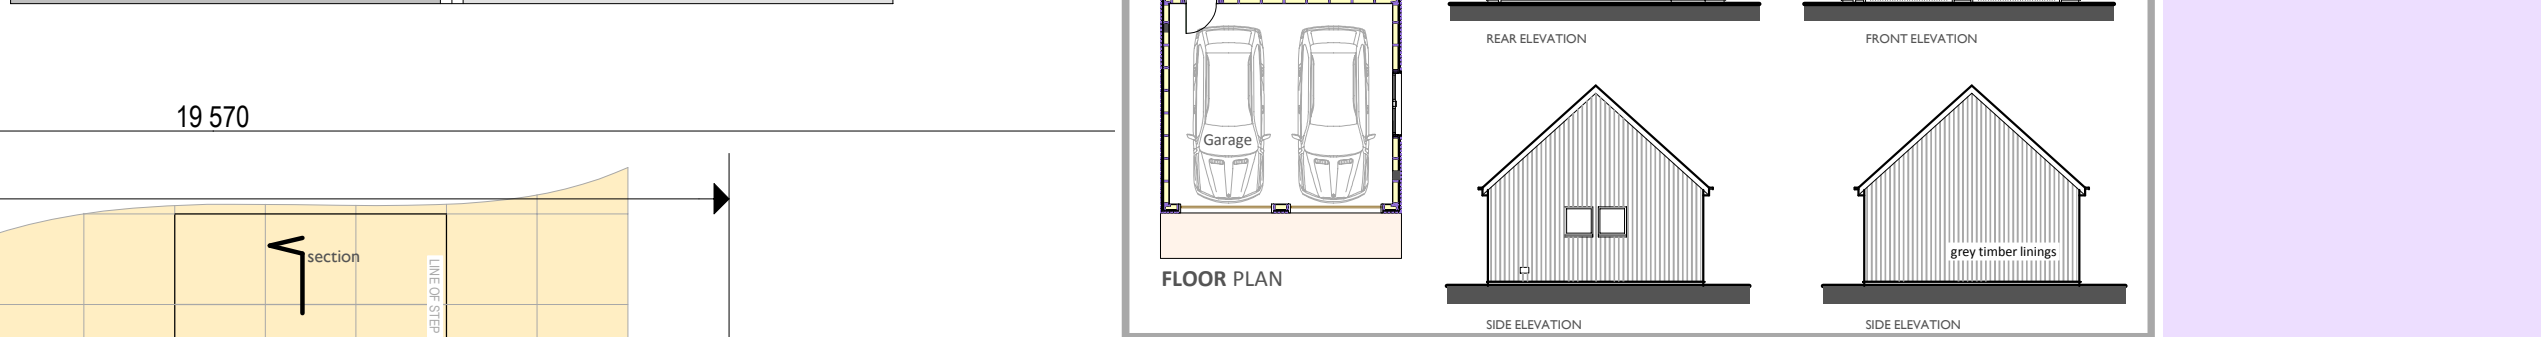 REAR ELEVATION
FRONT ELEVATION
19 570
Garage
section
LINE OF STEP
grey timber linings
FLOOR PLAN
SIDE ELEVATION
SIDE ELEVATION